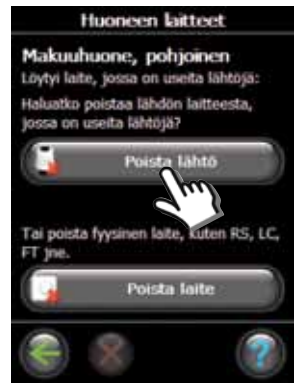 Huoneen laitteet
Makuuhuone, pohjoinen
Löytyi laite, jossa on useita lähtöjä:
Haluatko poistaa lähdön laitteesta,
jossa on useita lähtöjä?
Poista lähtö
Tai poista fyysinen laite, kuten RS, LC,
FT jne.
Poista laite
?